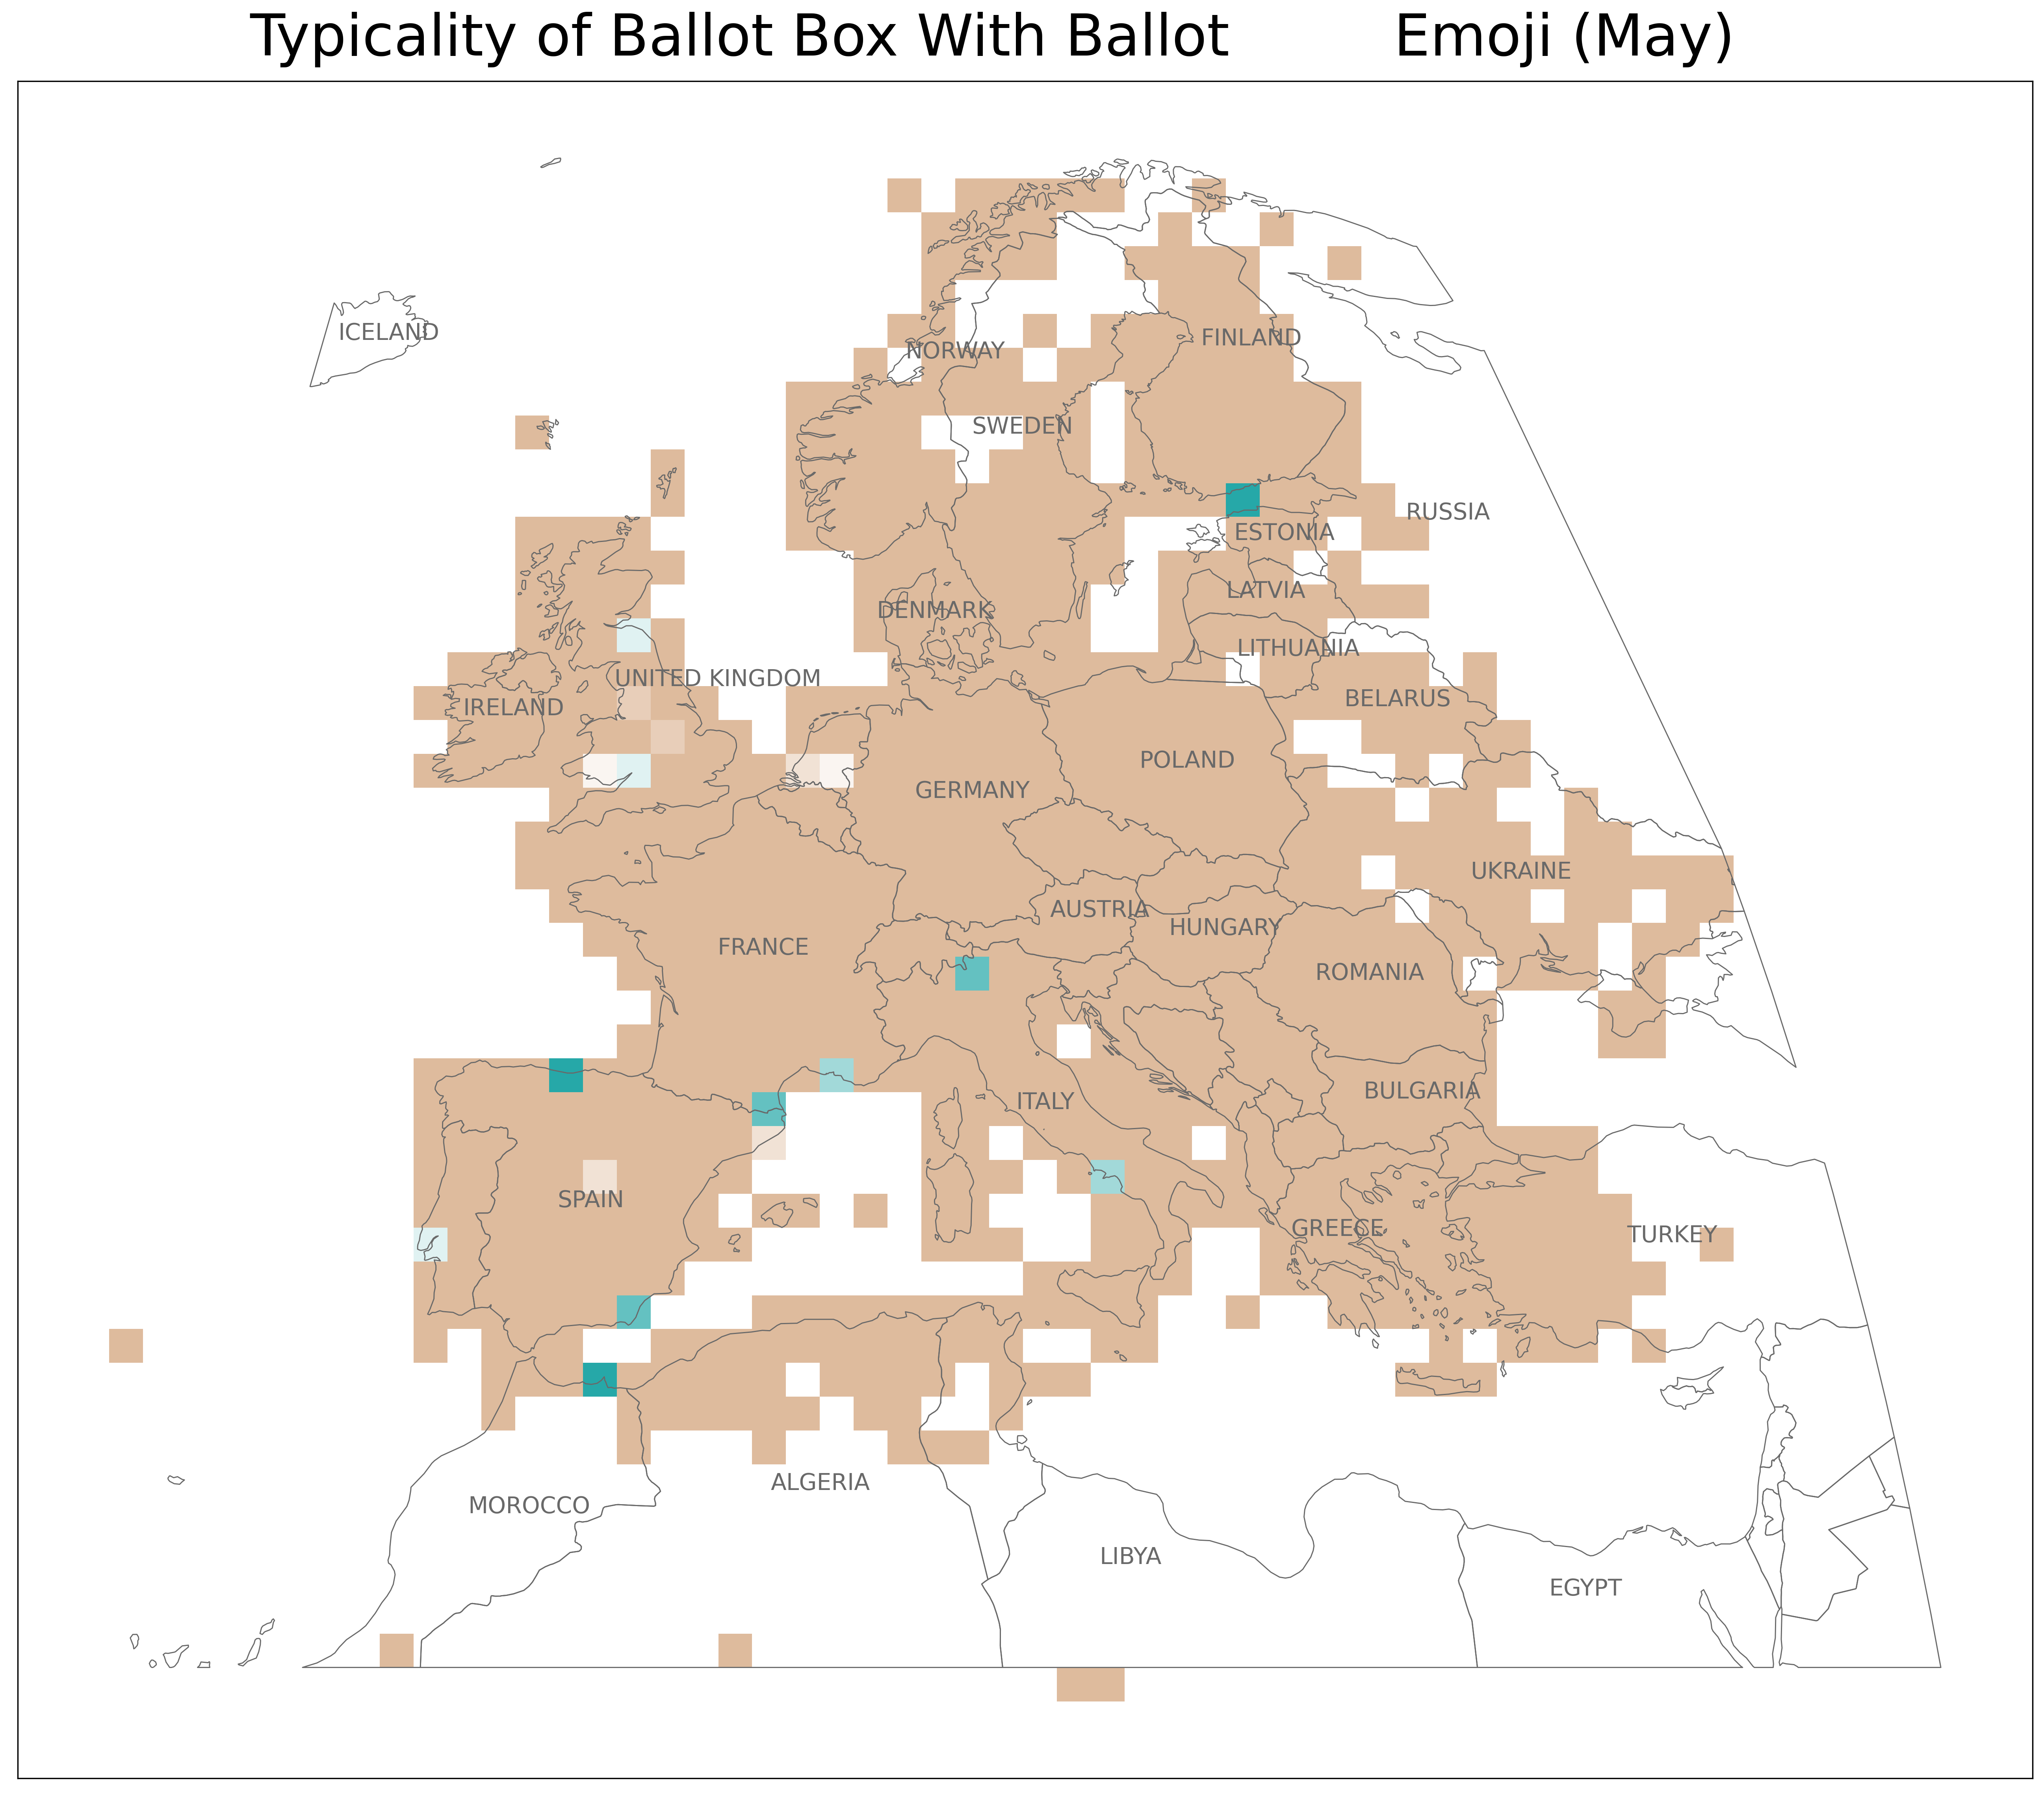 Typicality of Ballot Box With Ballot Emoji (May)
ICELAND
NORWAY
FINLAND
SWEDEN
RUSSIA
ESTONIA
LATVIA
DENMARK
LITHUANIA
UNITED KINGDOM
BELARUS
IRELAND
POLAND
GERMANY
UKRAINE
AUSTRIA
HUNGARY
FRANCE
ROMANIA
BULGARIA
ITALY
SPAIN
GREECE
TURKEY
ALGERIA
MOROCCO
LIBYA
EGYPT